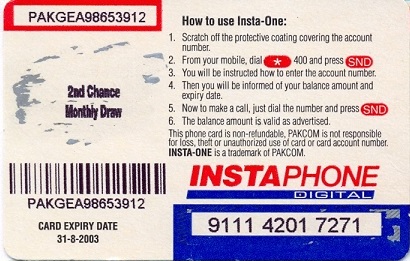 PAKGEA98653912
2nd Chance
Monthly Draw
PAKGEA98653912
CARD EXPIRY DATE
31-8-2003
How to use Insta-One:
1. Scratch off the protective coating covering the account
number.
2. From your mobile, dial * 400 and press SND
3. You will be instructed how to enter the account number.
4. Then you will be informed of your balance amount and
expiry date.
5. Now to make a call, just dial the number and press SND
6. The balance amount is valid as advertised.
This phone card is non-refundable, PAKCOM is not responsible
for loss, theft or unauthorized use of card or card account number.
INSTA-ONE is a trademark of PAKCOM.
INSTAPHONE
DIGITAL
9111 4201 7271